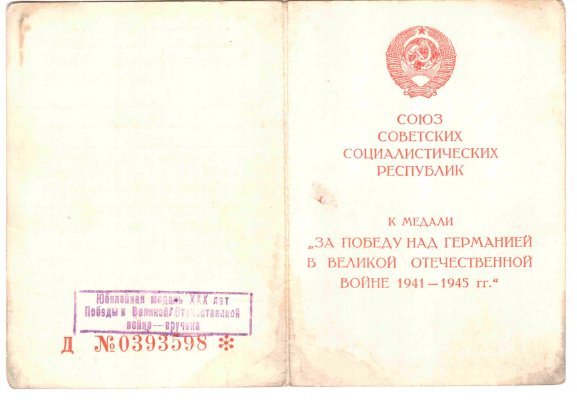 Юбилейная медаль XXX лет
Победы в Великой Отечественной
войне — вручена
Д №0393598 *
СОЮЗ
СОВЕТСКИХ
СОЦИАЛИСТИЧЕСКИХ
РЕСПУБЛИК
К МЕДАЛИ
„ЗА ПОБЕДУ НАД ГЕРМАНИЕЙ
В ВЕЛИКОЙ ОТЕЧЕСТВЕННОЙ
ВОЙНЕ 1941—1945 гг.“